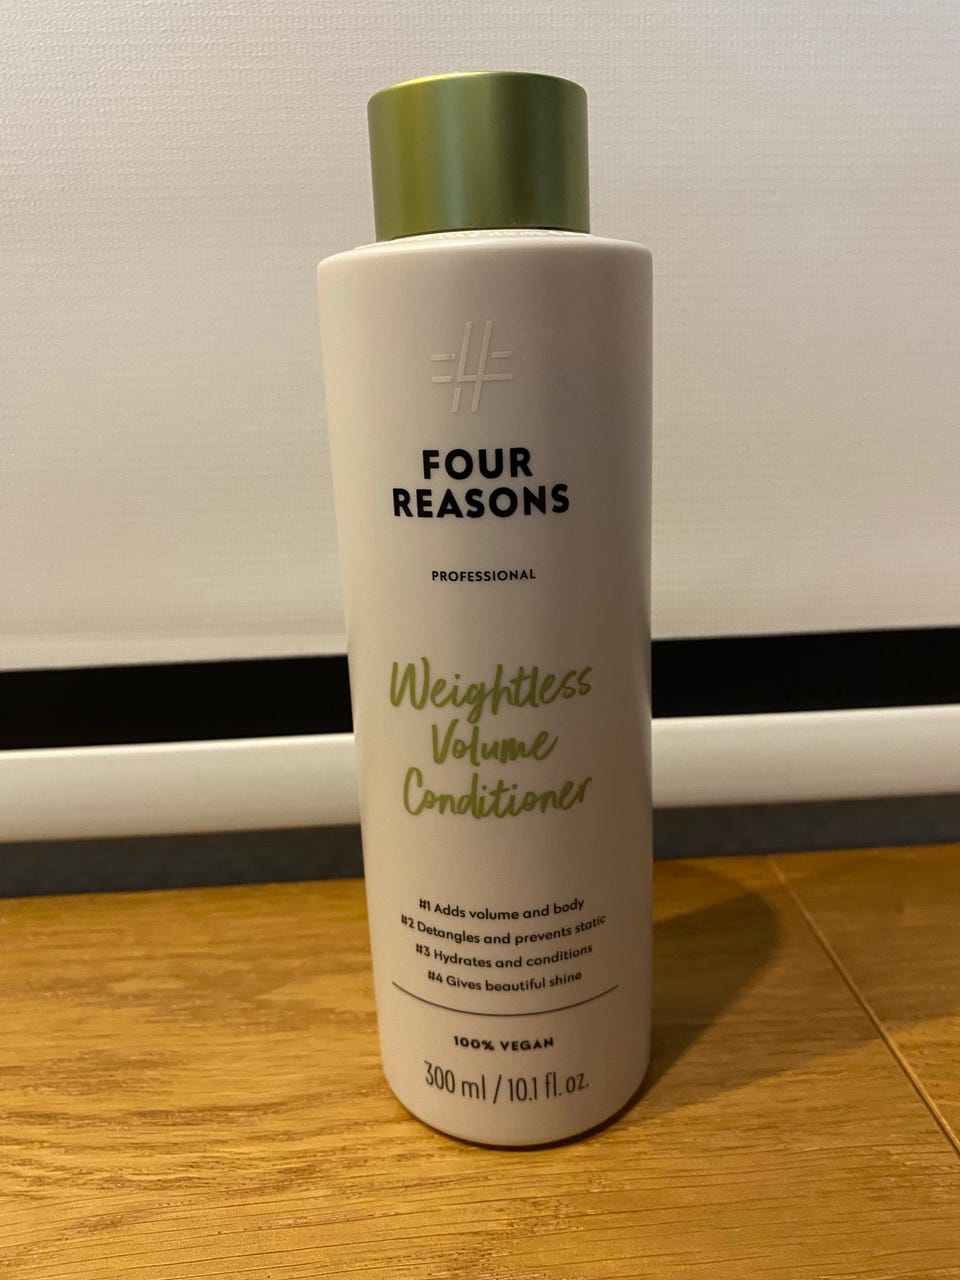 FOUR
REASONS
PROFESSIONAL
Weightless
Volume
Conditioner
#1 Adds volume and body
#2 Detangles and prevents static
#3 Hydrates and conditions
#4 Gives beautiful shine
100% VEGAN
300 ml / 10.1 fl. oz.